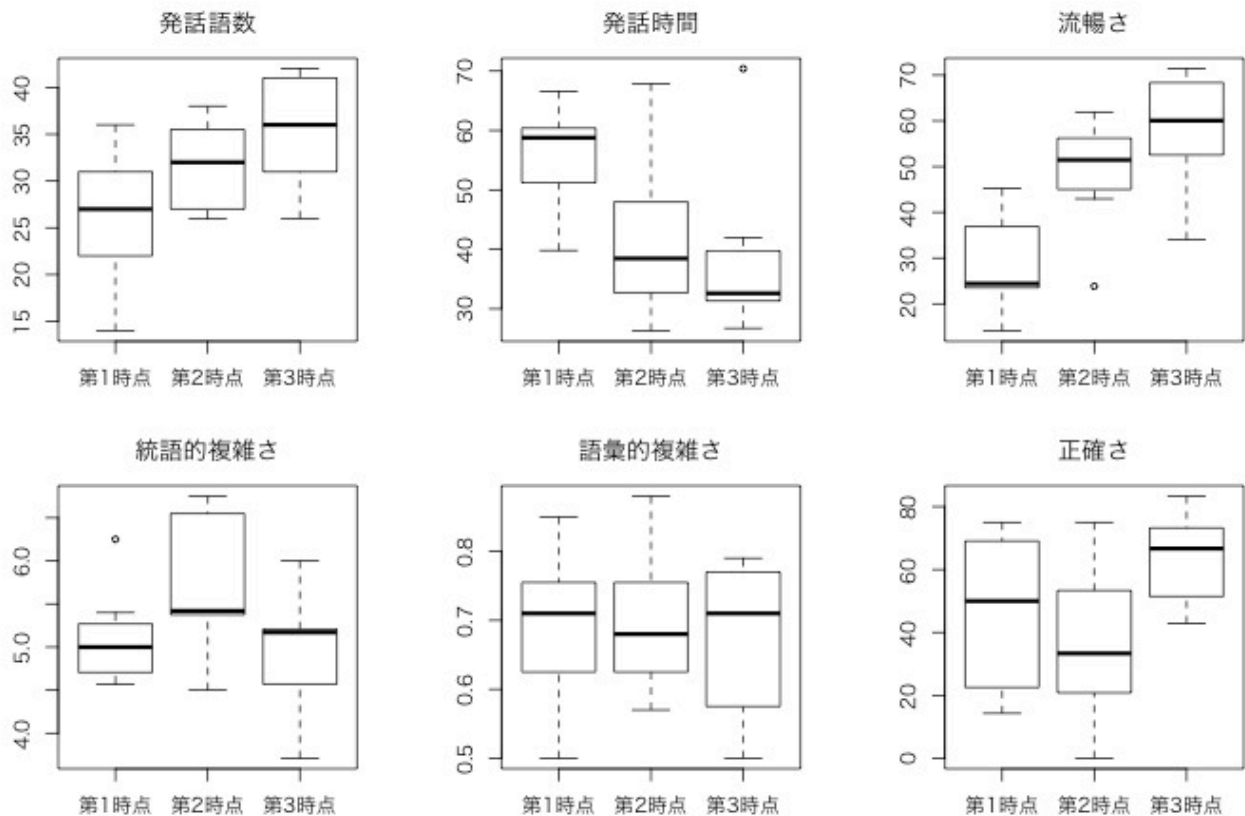 発話語数
15 20 25 30 35 40
第1時点 第2時点 第3時点
発話時間
30 40 50 60 70
第1時点 第2時点 第3時点
流暢さ
20 30 40 50 60 70
第1時点 第2時点 第3時点
統語的複雑さ
4.0 5.0 6.0
第1時点 第2時点 第3時点
語彙的複雑さ
0.5 0.6 0.7 0.8
第1時点 第2時点 第3時点
正確さ
0 20 40 60 80
第1時点 第2時点 第3時点